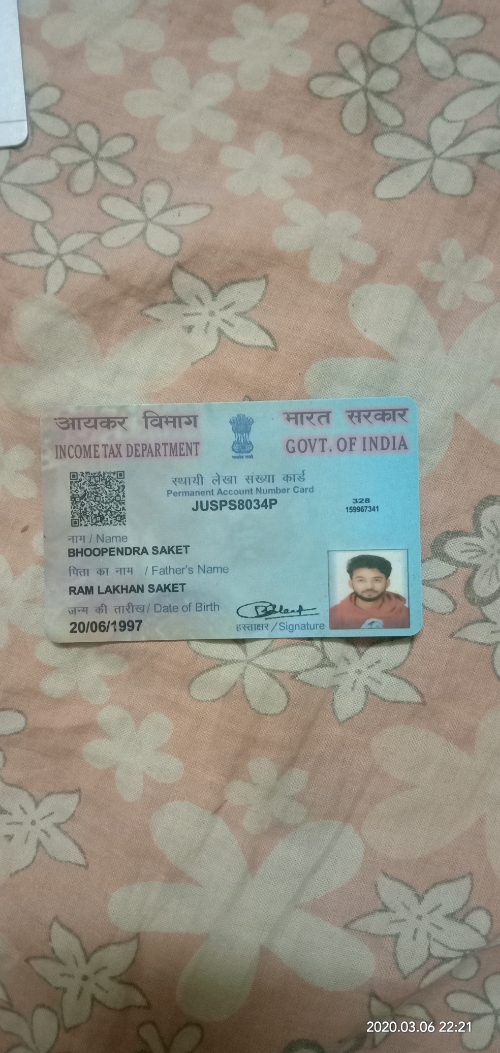 आयकर विभाग
भारत सरकार
INCOME TAX DEPARTMENT
GOVT. OF INDIA
स्थायी लेखा संख्या कार्ड
Permanent Account Number Card
JUSPS8034P
328
159967341
नाम / Name
BHOOPENDRA SAKET
पिता का नाम / Father's Name
RAM LAKHAN SAKET
जन्म की तारीख / Date of Birth
20/06/1997
हस्ताक्षर / Signature
2020.03.06 22:21